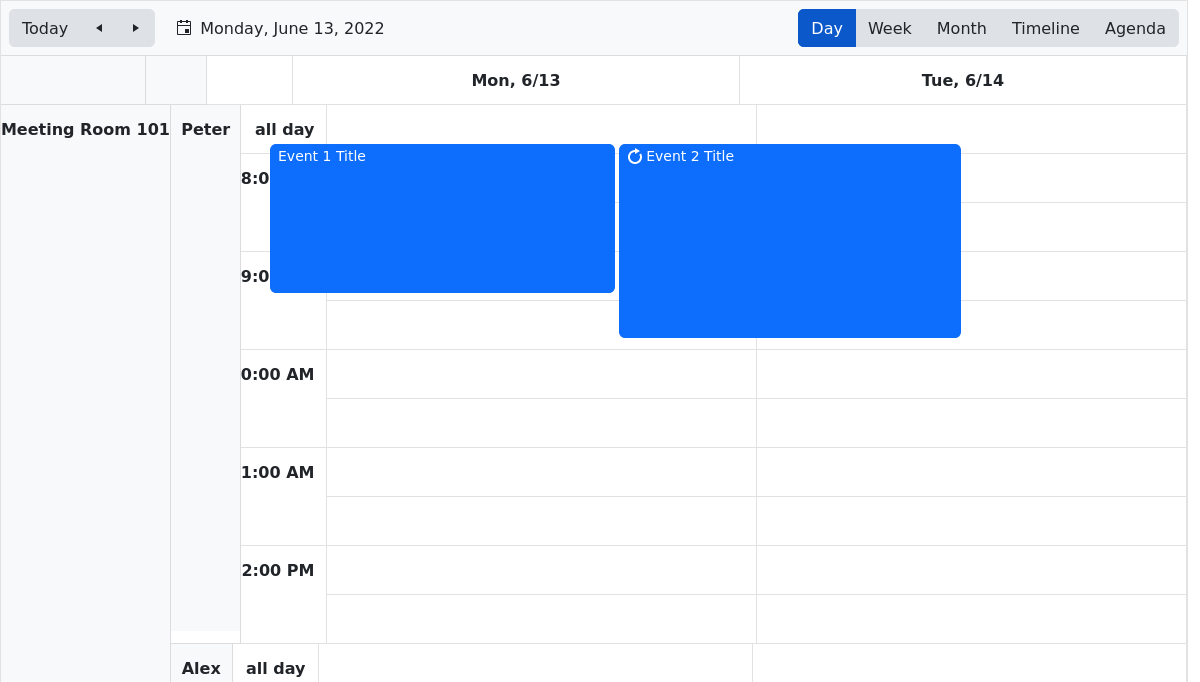 Today Monday, June 13, 2022 Day Week Month Timeline Agenda
Mon, 6/13 Tue, 6/14
Meeting Room 101 Peter all day
Event 1 Title Event 2 Title
8:0
9:0
0:00 AM
1:00 AM
2:00 PM
Alex all day